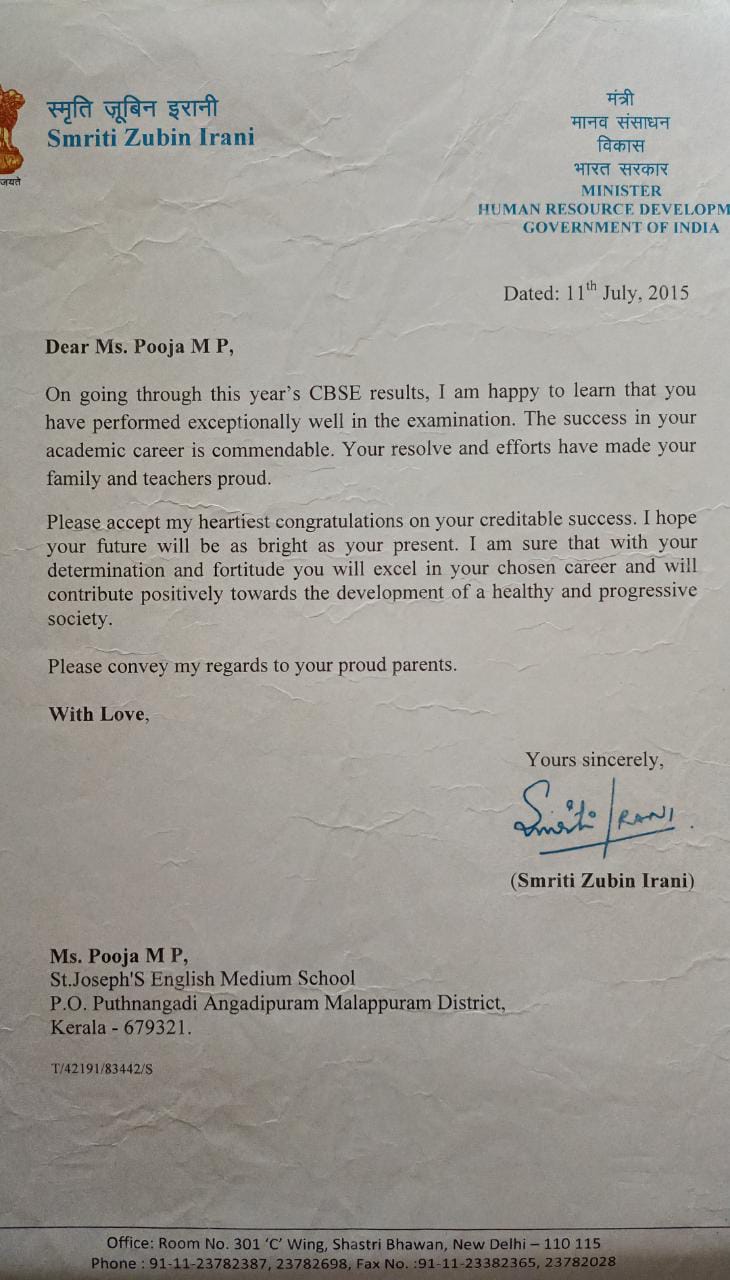 स्मृति ज़ूबिन इरानी
Smriti Zubin Irani
जयते
मंत्री
मानव संसाधन
विकास
भारत सरकार
MINISTER
HUMAN RESOURCE DEVELOPM
GOVERNMENT OF INDIA
Dated: 11th July, 2015
Dear Ms. Pooja M P,
On going through this year's CBSE results, I am happy to learn that you
have performed exceptionally well in the examination. The success in your
academic career is commendable. Your resolve and efforts have made your
family and teachers proud.
Please accept my heartiest congratulations on your creditable success. I hope
your future will be as bright as your present. I am sure that with your
determination and fortitude you will excel in your chosen career and will
contribute positively towards the development of a healthy and progressive
society.
Please convey my regards to your proud parents.
With Love,
Yours sincerely,
Smriti IRANI.
(Smriti Zubin Irani)
Ms. Pooja M P,
St.Joseph'S English Medium School
P.O. Puthnangadi Angadipuram Malappuram District,
Kerala - 679321.
T/42191/83442/S
Office: Room No. 301 ‘C’ Wing, Shastri Bhawan, New Delhi – 110 115
Phone : 91-11-23782387, 23782698, Fax No. :91-11-23382365, 23782028